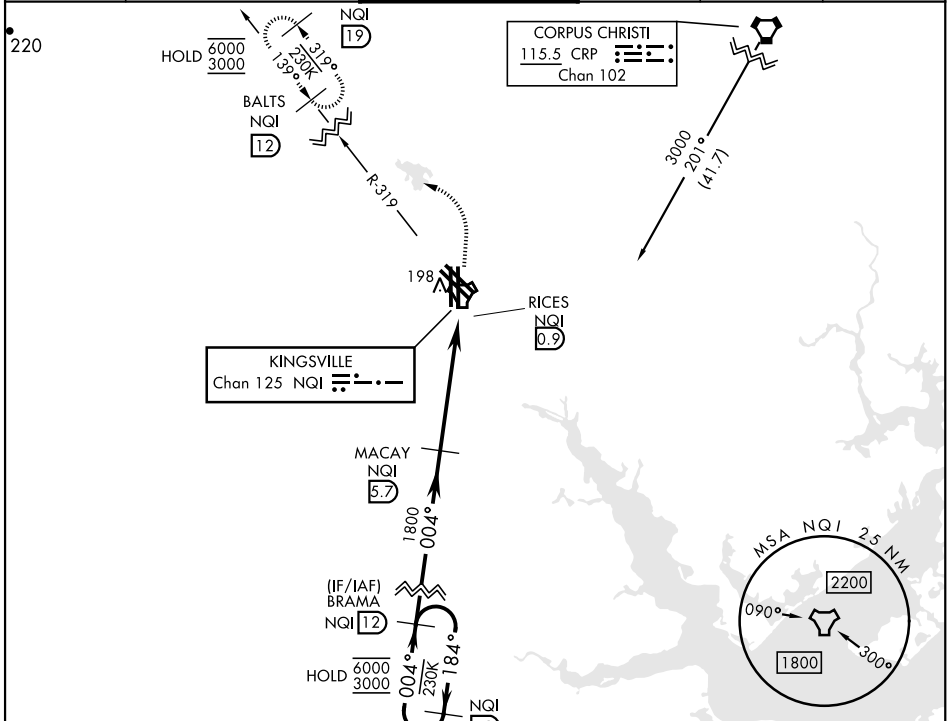 220
HOLD 6000
3000
NQI
19
319°
230K
139°
BALTS
NQI
12
R-319
CORPUS CHRISTI
115.5 CRP
Chan 102
3000
201°
(41.7)
198
RICES
NQI
0.9
KINGSVILLE
Chan 125 NQI
MACAY
NQI
5.7
1800
004°
(IF/IAF)
BRAMA
NQI 12
HOLD 6000
3000
004°
230K
184°
NQI
MSA NQI 25 NM
2200
090°
1800
300°